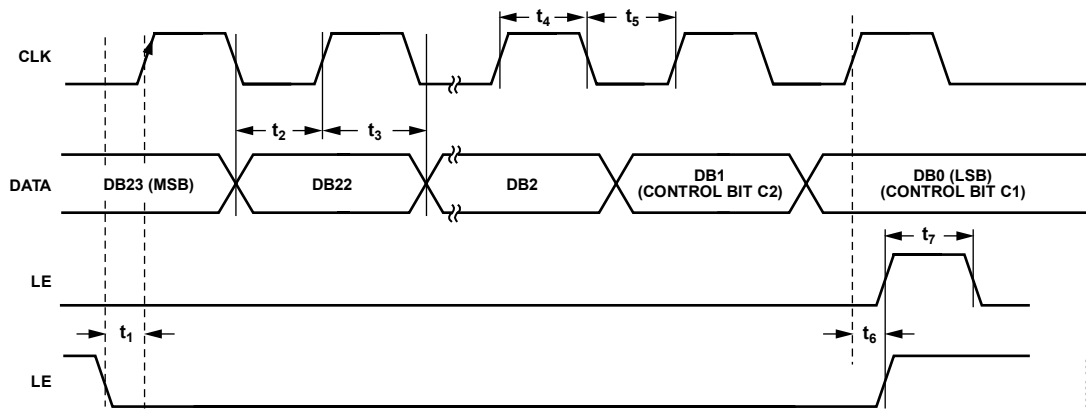 t4
t5
CLK
t2
t3
DATA
DB23 (MSB)
DB22
DB2
DB1
(CONTROL BIT C2)
DB0 (LSB)
(CONTROL BIT C1)
t7
LE
t1
t6
LE